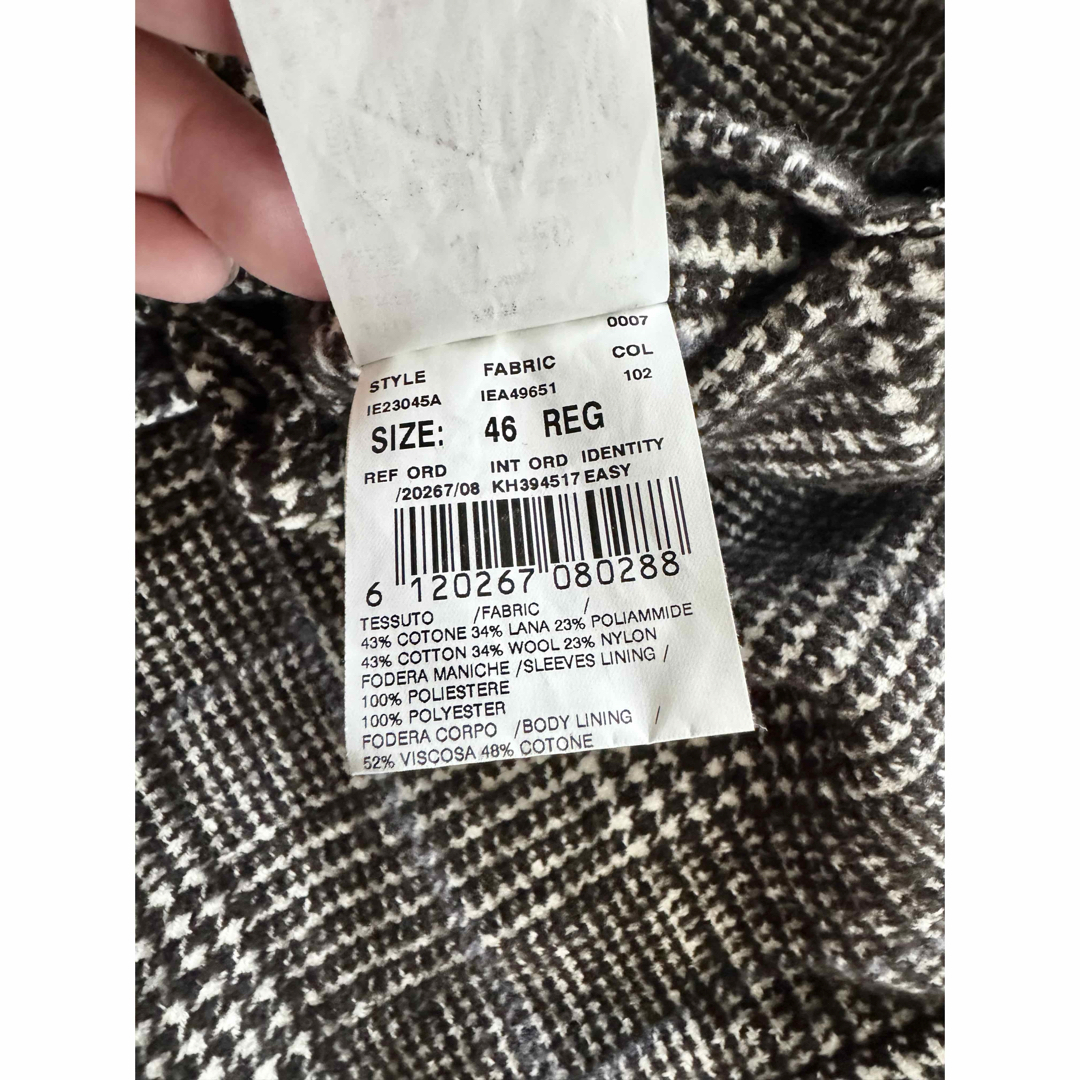 0007
STYLE FABRIC COL
IE23045A IEA49651 102
SIZE: 46 REG
REF ORD INT ORD IDENTITY
/20267/08 KH394517 EASY
6 120267 080288
TESSUTO /FABRIC /
43% COTONE 34% LANA 23% POLIAMMIDE
43% COTTON 34% WOOL 23% NYLON
FODERA MANICHE /SLEEVES LINING /
100% POLIESTERE
100% POLYESTER
FODERA CORPO /BODY LINING /
52% VISCOSA 48% COTONE